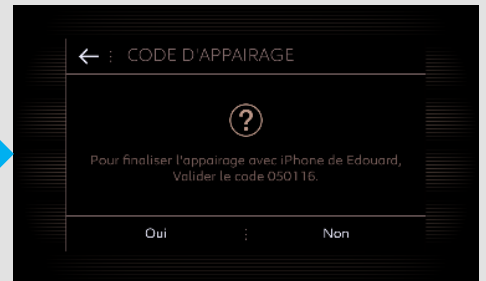 CODE D'APPAIRAGE
?
Pour finaliser l'appairage avec iPhone de Edouard,
Valider le code 050116.
Oui Non